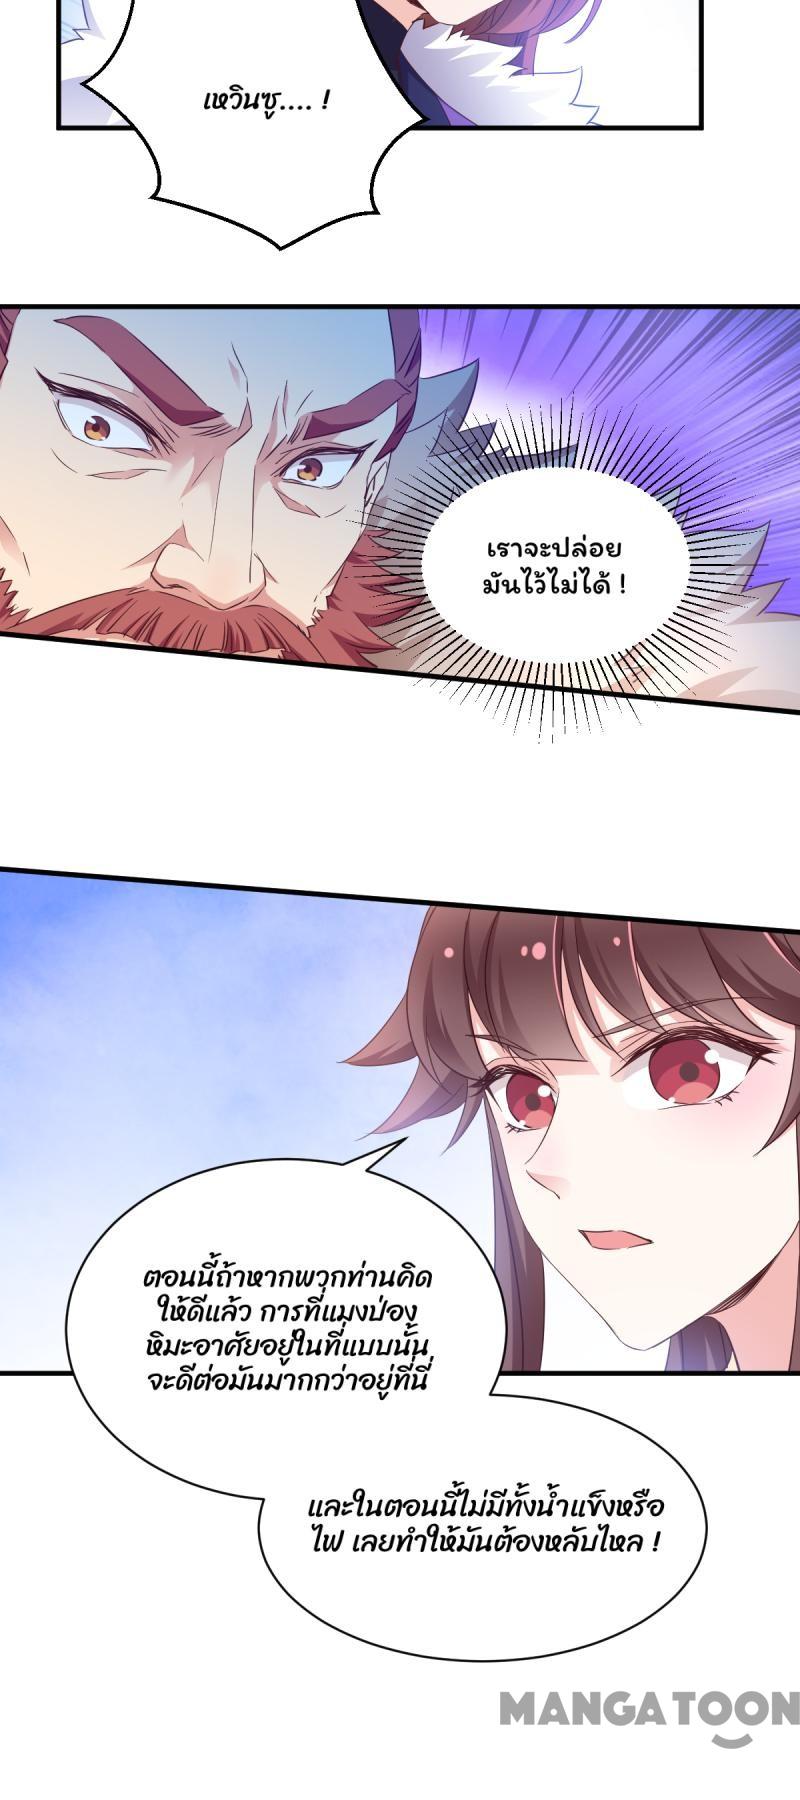 เหวินซู.... !
เราจะปล่อย
มันไว้ไม่ได้ !
ตอนนี้ถ้าหากพวกท่านคิด
ให้ดีแล้ว การที่แมงป่อง
หิมะอาศัยอยู่ในที่แบบนั้น
จะดีต่อมันมากกว่าอยู่ที่นี่
และในตอนนี้ไม่มีทั้งน้ำแข็งหรือ
ไฟ เลยทำให้มันต้องหลับไหล !
MANGA TOON